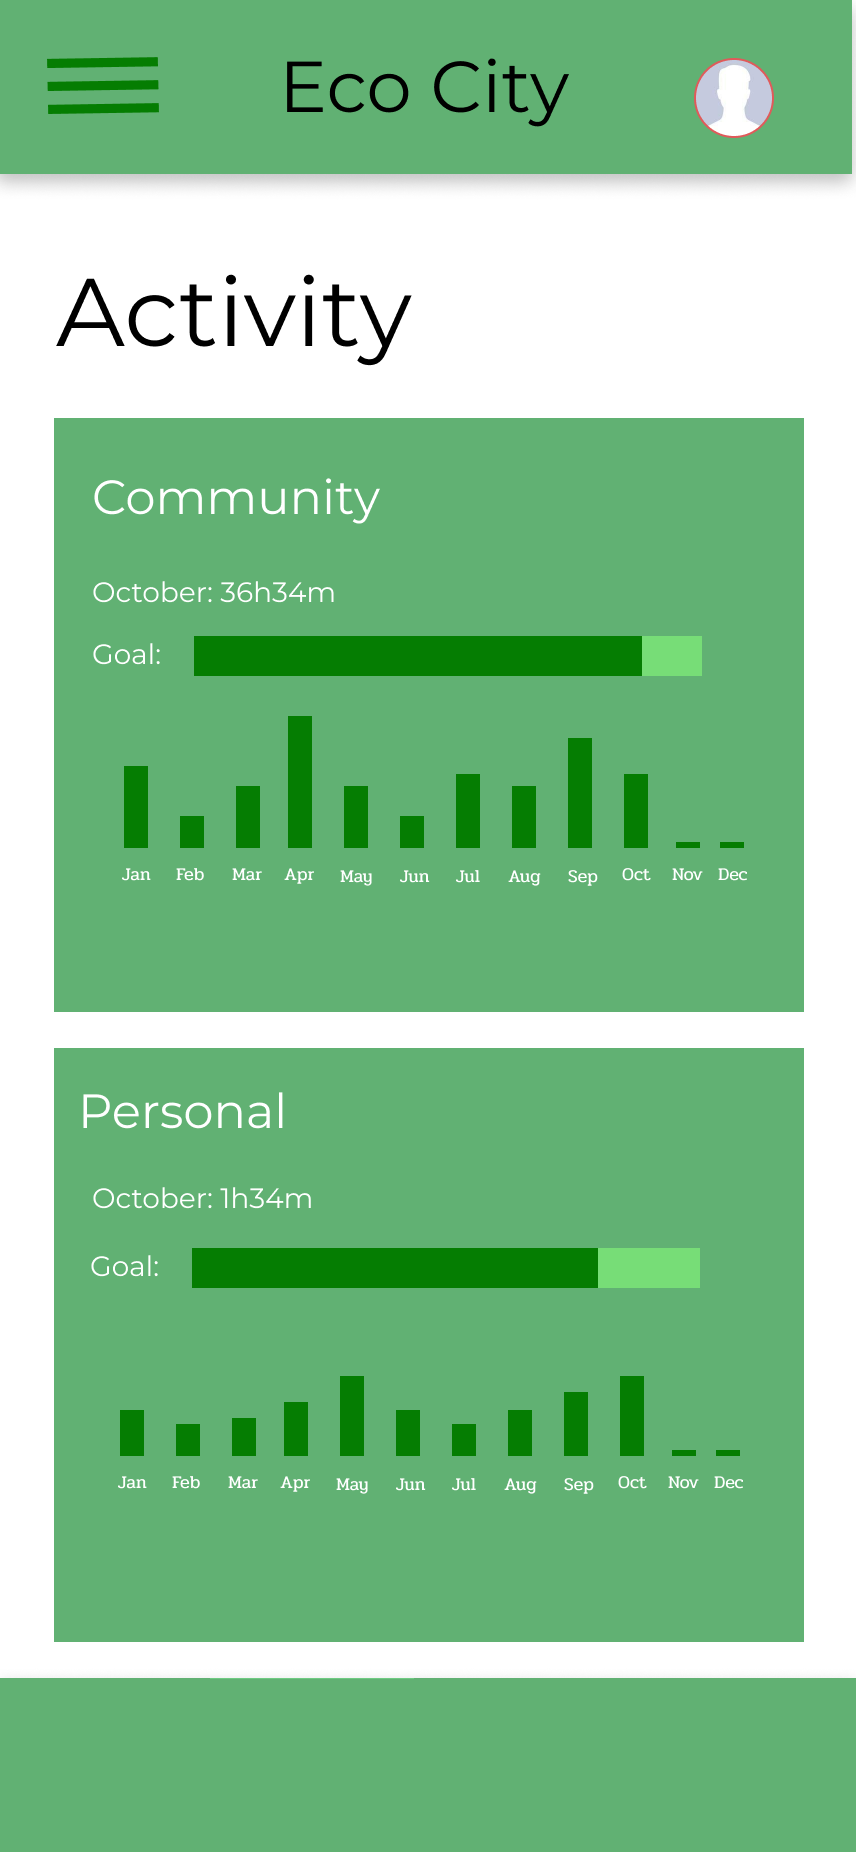 Eco City
Activity
Community
October: 36h34m
Goal:
Jan Feb Mar Apr May Jun Jul Aug Sep Oct Nov Dec
Personal
October: 1h34m
Goal:
Jan Feb Mar Apr May Jun Jul Aug Sep Oct Nov Dec